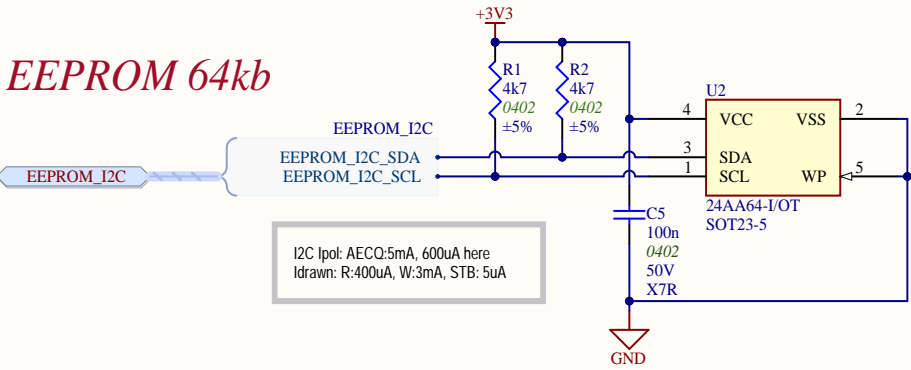 +3V3
EEPROM 64kb
R1
4k7
0402
±5%
R2
4k7
0402
±5%
U2
4 VCC VSS 2
3 SDA
1 SCL WP 5
24AA64-I/OT
SOT23-5
EEPROM_I2C
EEPROM_I2C_SDA
EEPROM_I2C_SCL
EEPROM_I2C
C5
100n
0402
50V
X7R
I2C Ipol: AECQ:5mA, 600uA here
Idrawn: R:400uA, W:3mA, STB: 5uA
GND